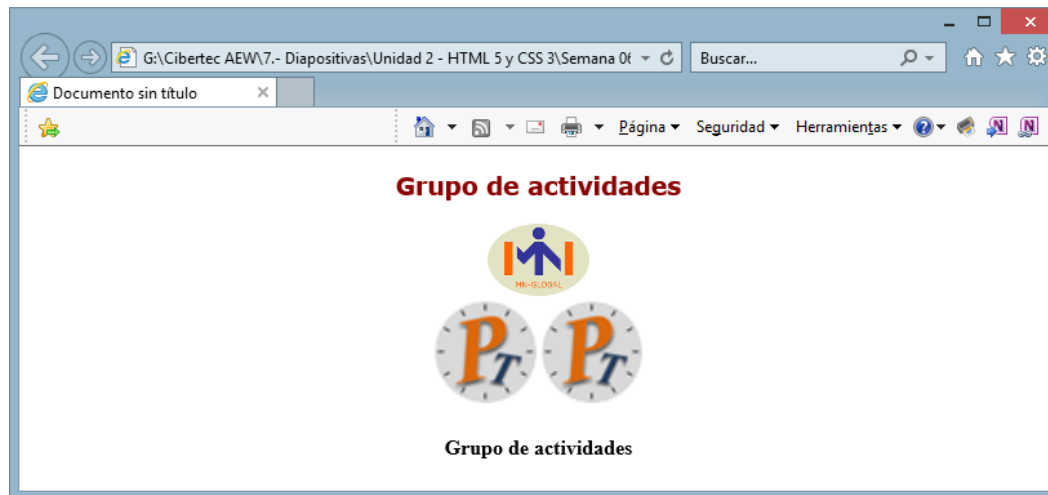 G:\Cibertec AEW\7.- Diapositivas\Unidad 2 - HTML 5 y CSS 3\Semana 06
Buscar...
Documento sin título
Página
Seguridad
Herramientas
Grupo de actividades
MN-GLOBAL
PT PT
Grupo de actividades